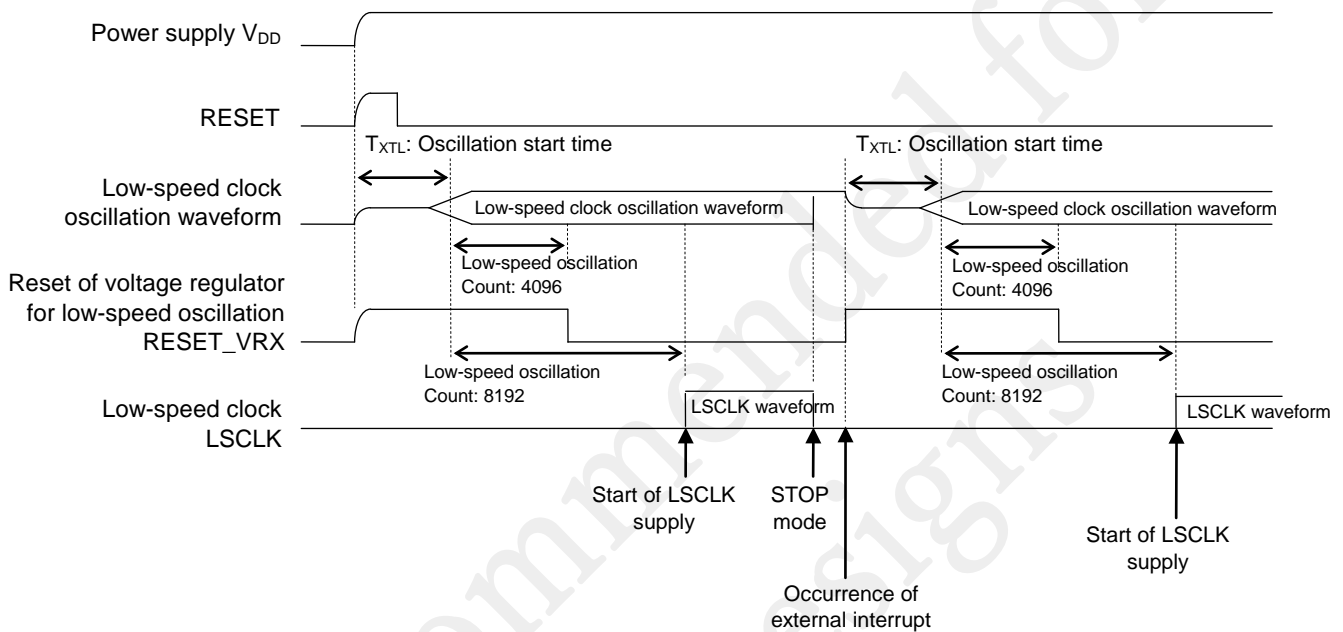 Power supply VDD
RESET
TXTL: Oscillation start time
TXTL: Oscillation start time
Low-speed clock
oscillation waveform
Low-speed clock oscillation waveform
Low-speed clock oscillation waveform
Low-speed oscillation
Count: 4096
Low-speed oscillation
Count: 4096
Reset of voltage regulator
for low-speed oscillation
RESET_VRX
Low-speed oscillation
Count: 8192
Low-speed oscillation
Count: 8192
Low-speed clock
LSCLK
LSCLK waveform
LSCLK waveform
Start of LSCLK
supply
STOP
mode
Start of LSCLK
supply
Occurrence of
external interrupt
ommended for
esigns